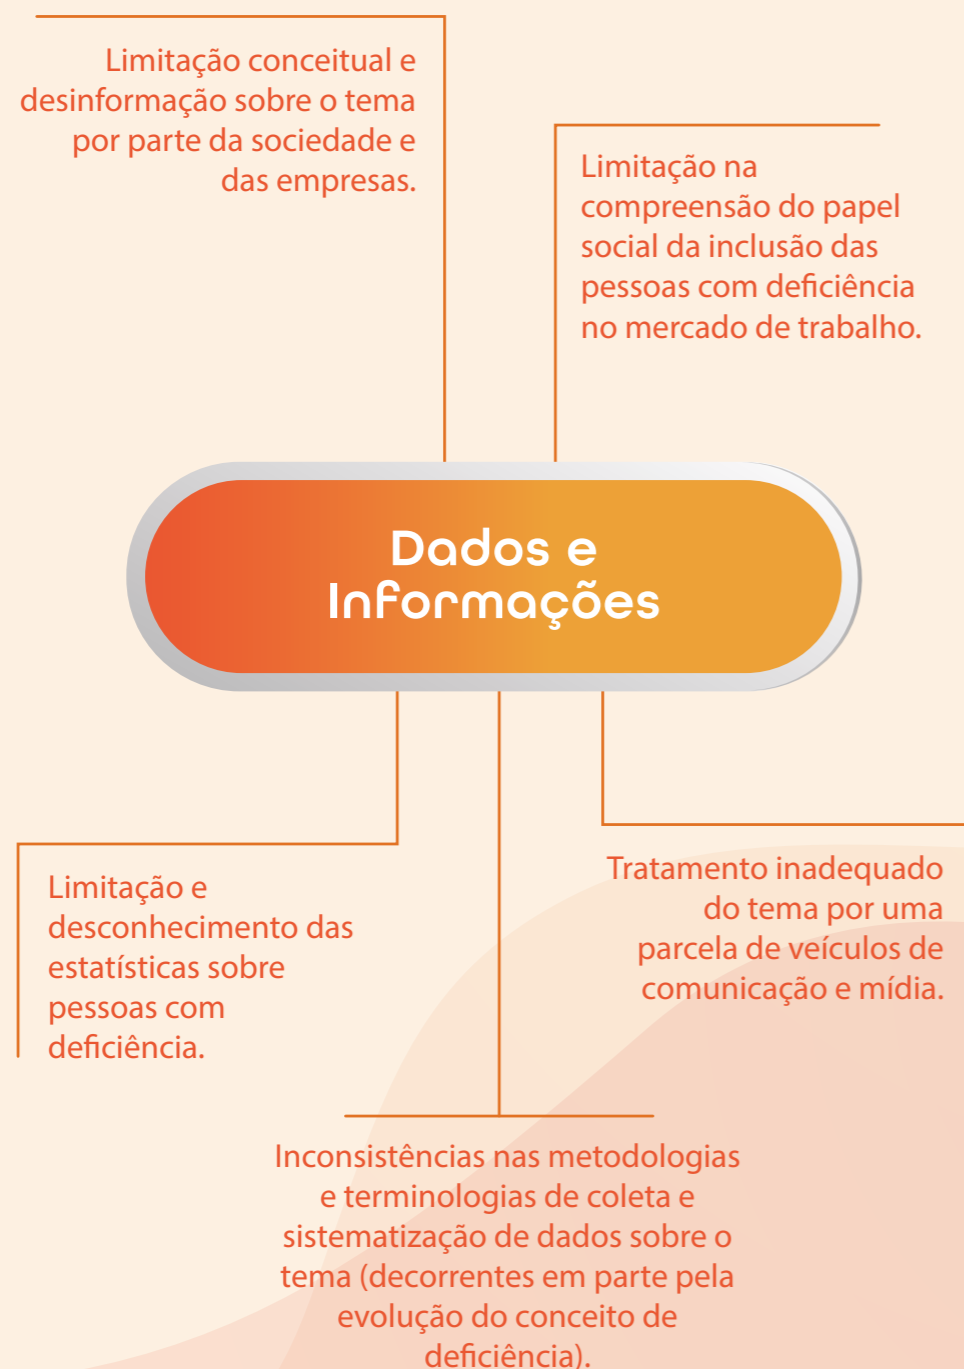 Limitação conceitual e
desinformação sobre o tema
por parte da sociedade e
das empresas.
Limitação na
compreensão do papel
social da inclusão das
pessoas com deficiência
no mercado de trabalho.
Dados e
Informações
Limitação e
desconhecimento das
estatísticas sobre
pessoas com
deficiência.
Tratamento inadequado
do tema por uma
parcela de veículos de
comunicação e mídia.
Inconsistências nas metodologias
e terminologias de coleta e
sistematização de dados sobre o
tema (decorrentes em parte pela
evolução do conceito de
deficiência).